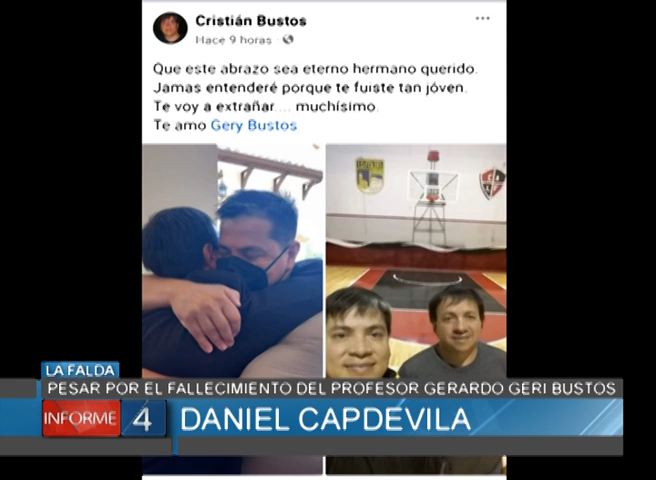 Cristián Bustos
Hace 9 horas ·
Que este abrazo sea eterno hermano querido.
Jamas entenderé porque te fuiste tan jóven.
Te voy a extrañar.... muchísimo.
Te amo Gery Bustos
LA FALDA
PESAR POR EL FALLECIMIENTO DEL PROFESOR GERARDO GERI BUSTOS
INFORME 4 DANIEL CAPDEVILA